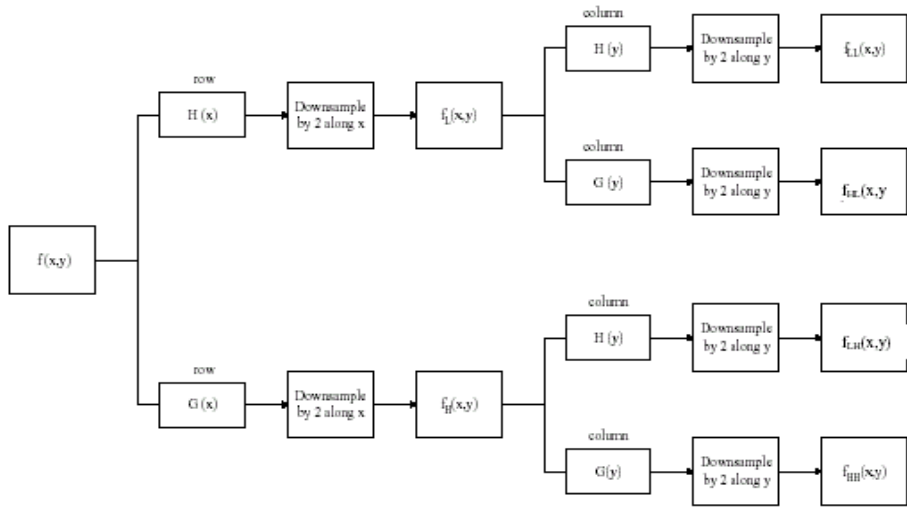 column
H (y)
Downsample
by 2 along y
f_LL(x,y)
row
H (x)
Downsample
by 2 along x
f_L(x,y)
column
G (y)
Downsample
by 2 along y
f_HL(x,y
f(x,y)
column
H (y)
Downsample
by 2 along y
f_LH(x,y)
row
G (x)
Downsample
by 2 along x
f_H(x,y)
column
G(y)
Downsample
by 2 along y
f_HH(x,y)